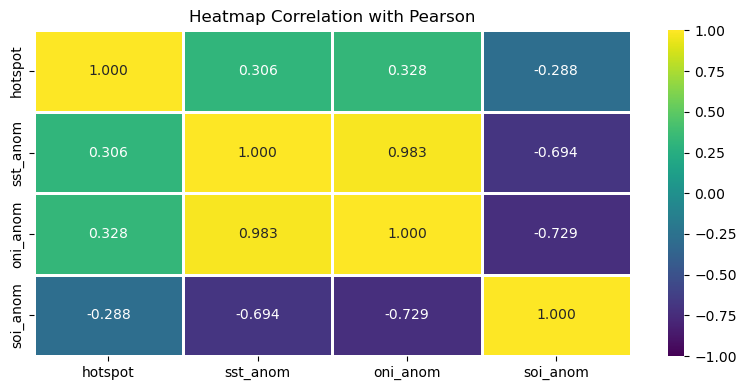 Heatmap Correlation with Pearson
hotspot 1.000 0.306 0.328 -0.288
sst_anom 0.306 1.000 0.983 -0.694
oni_anom 0.328 0.983 1.000 -0.729
soi_anom -0.288 -0.694 -0.729 1.000
hotspot sst_anom oni_anom soi_anom
1.00
0.75
0.50
0.25
0.00
-0.25
-0.50
-0.75
-1.00